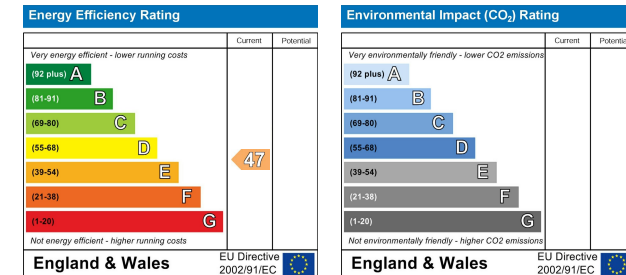 Energy Efficiency Rating
Current Potential
Very energy efficient - lower running costs
(92 plus) A
(81-91) B
(69-80) C
(55-68) D
(39-54) E
(21-38) F
(1-20) G
47
Not energy efficient - higher running costs
England & Wales
EU Directive
2002/91/EC
Environmental Impact (CO₂) Rating
Current Potential
Very environmentally friendly - lower CO2 emissions
(92 plus) A
(81-91) B
(69-80) C
(55-68) D
(39-54) E
(21-38) F
(1-20) G
Not environmentally friendly - higher CO2 emissions
England & Wales
EU Directive
2002/91/EC